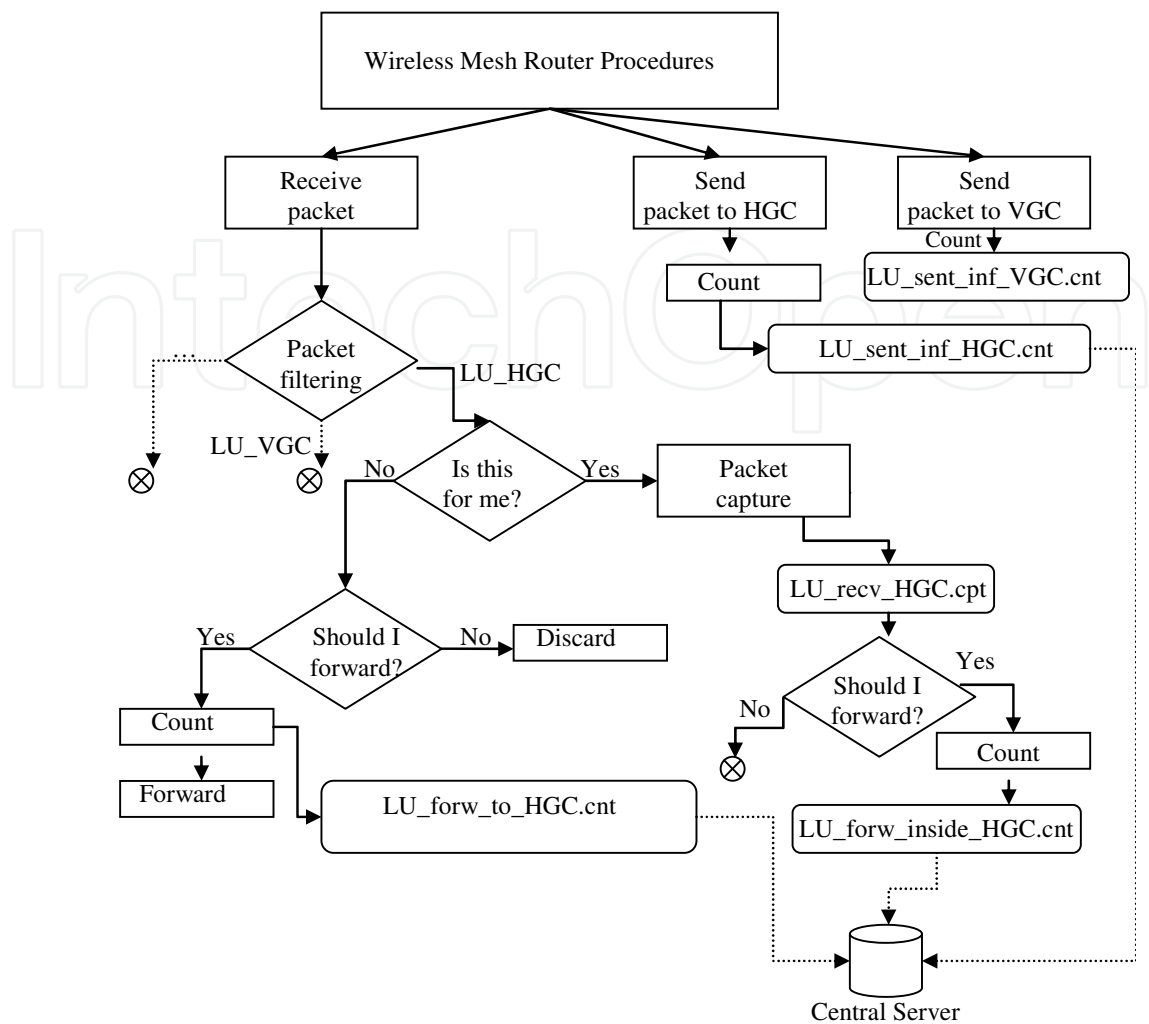 Wireless Mesh Router Procedures
Receive
packet
Send
packet to HGC
Send
packet to VGC
Count
LU_sent_inf_VGC.cnt
Count
LU_sent_inf_HGC.cnt
IntechOpen
Packet
filtering
...
LU_HGC
LU_VGC
No
Is this
for me?
Yes
Packet
capture
LU_recv_HGC.cpt
Yes
Should I
forward?
No
Discard
Yes
Should I
forward?
No
Count
Count
Forward
LU_forw_to_HGC.cnt
LU_forw_inside_HGC.cnt
Central Server